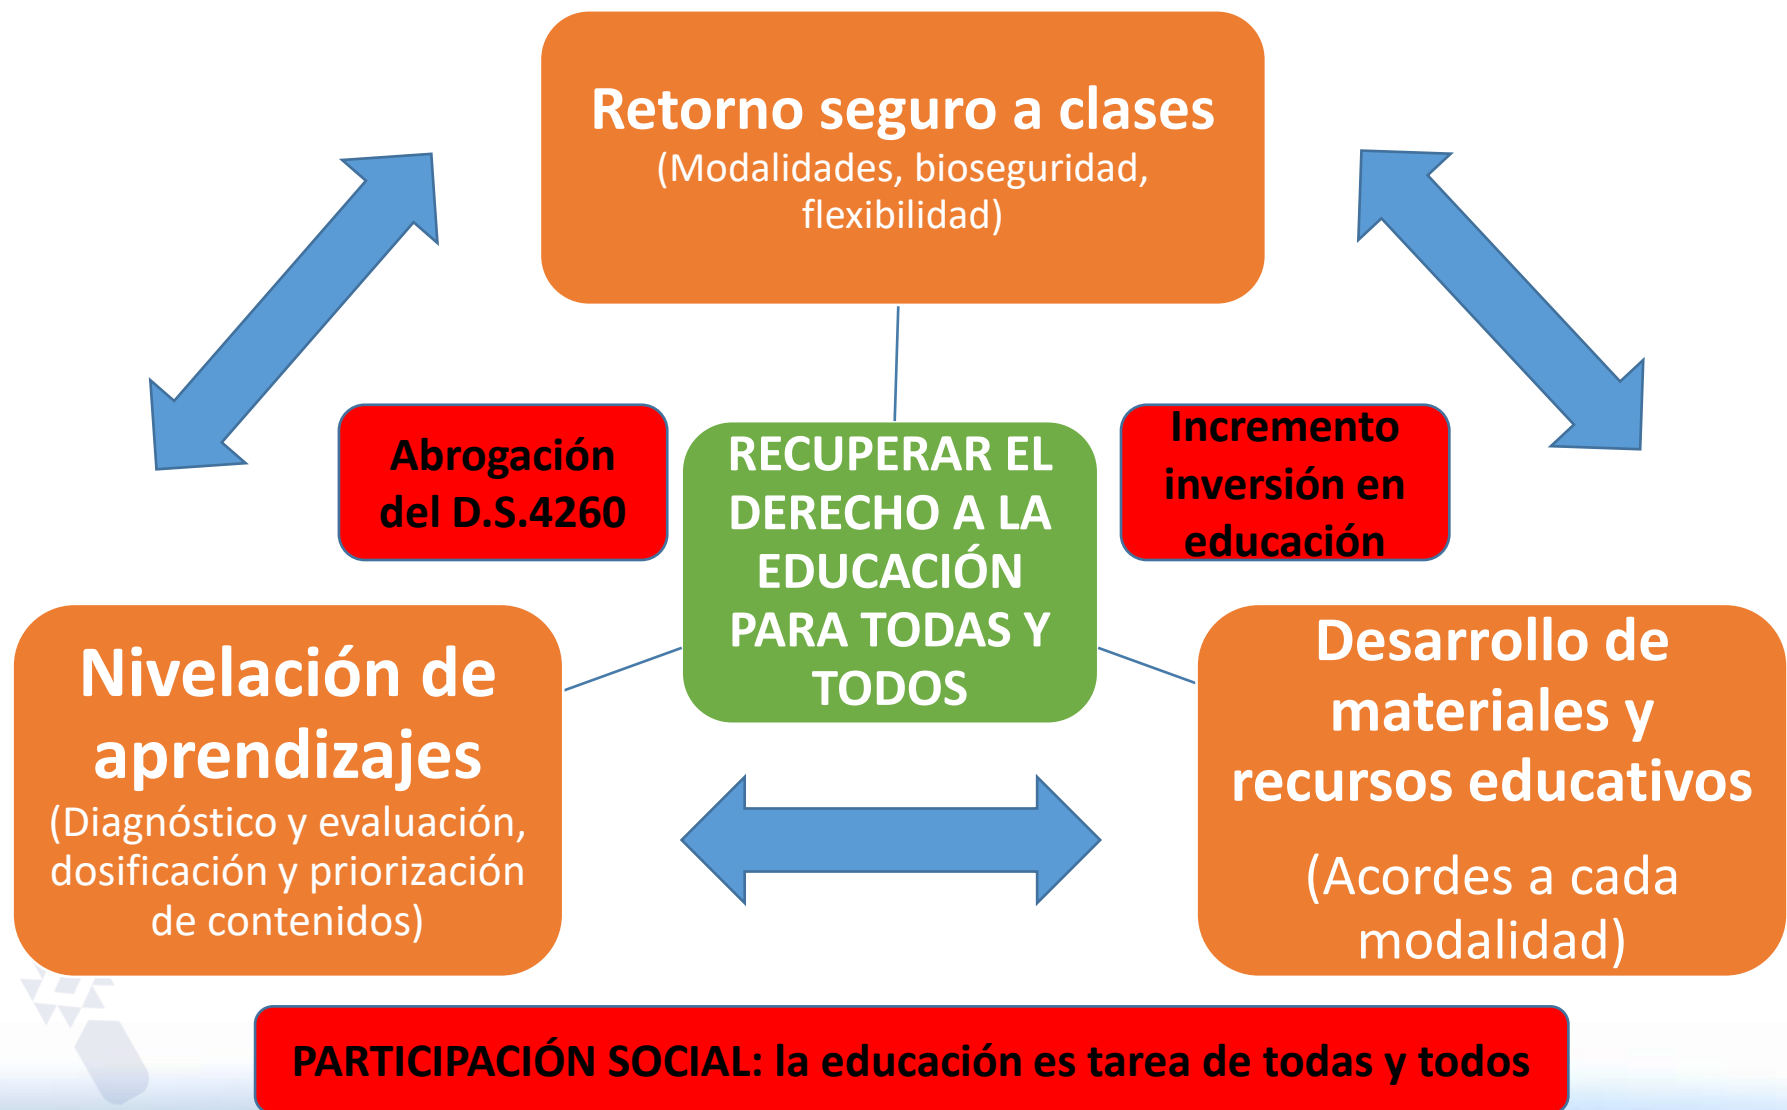 Retorno seguro a clases
(Modalidades, bioseguridad,
flexibilidad)
Abrogación
del D.S.4260
RECUPERAR EL
DERECHO A LA
EDUCACIÓN
PARA TODAS Y
TODOS
Incremento
inversión en
educación
Nivelación de
aprendizajes
(Diagnóstico y evaluación,
dosificación y priorización
de contenidos)
Desarrollo de
materiales y
recursos educativos
(Acordes a cada
modalidad)
PARTICIPACIÓN SOCIAL: la educación es tarea de todas y todos